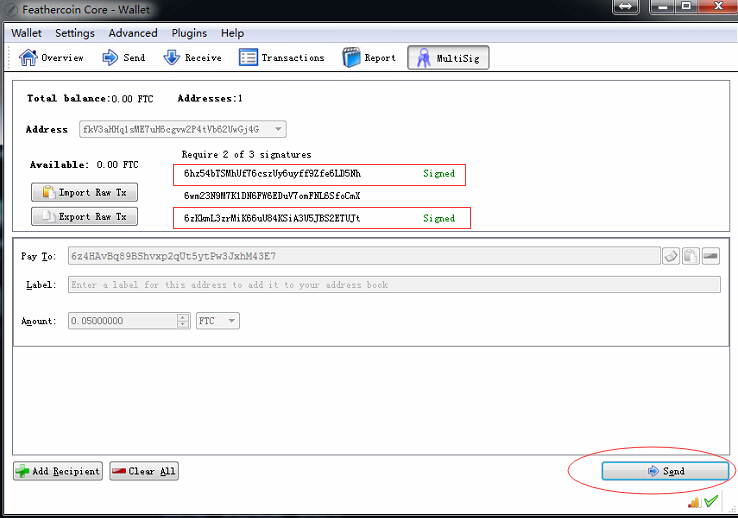 Feathercoin Core - Wallet
Wallet Settings Advanced Plugins Help
Overview Send Receive Transactions Report MultiSig
Total balance:0.00 FTC Addresses:1
Address fkV3aHHq1sME7uH6cgvw2P4tVb62UwGj4G
Available: 0.00 FTC Require 2 of 3 signatures
6hz54bTSMhUf76cszUy6uyff9Zfe6LD5Nh Signed
Import Raw Tx 6wn23N9M7K1DN6FW6EDuV7omFNL6SfoCmX
Export Raw Tx 6zKkmL3zrMiK66uU84KSiA3U5JBS2ETUJt Signed
Pay To: 6z4HAvBq89BShvxp2qUt5ytPw3JxhM43E7
Label: Enter a label for this address to add it to your address book
Amount: 0.05000000 FTC
Add Recipient Clear All Send